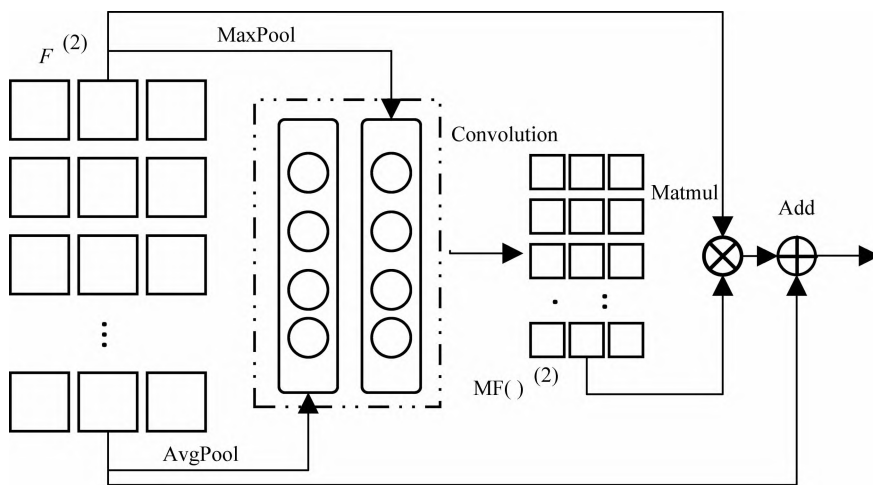 MaxPool
F (2)
Convolution
Matmul
Add
MF( ) (2)
AvgPool